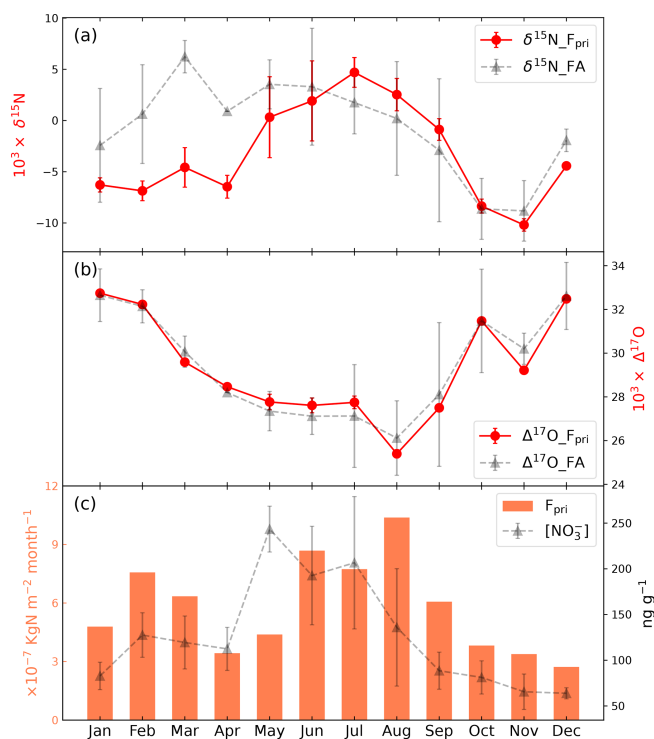 (a)
δ¹⁵N_Fₚᵣᵢ
δ¹⁵N_FA
10³ × δ¹⁵N
10
5
0
−5
−10
(b)
Δ¹⁷O_Fₚᵣᵢ
Δ¹⁷O_FA
10³ × Δ¹⁷O
34
32
30
28
26
24
(c)
Fₚᵣᵢ
[NO₃⁻]
×10⁻⁷ KgN m⁻² month⁻¹
12
9
6
3
0
ng g⁻¹
250
200
150
100
50
Jan Feb Mar Apr May Jun Jul Aug Sep Oct Nov Dec